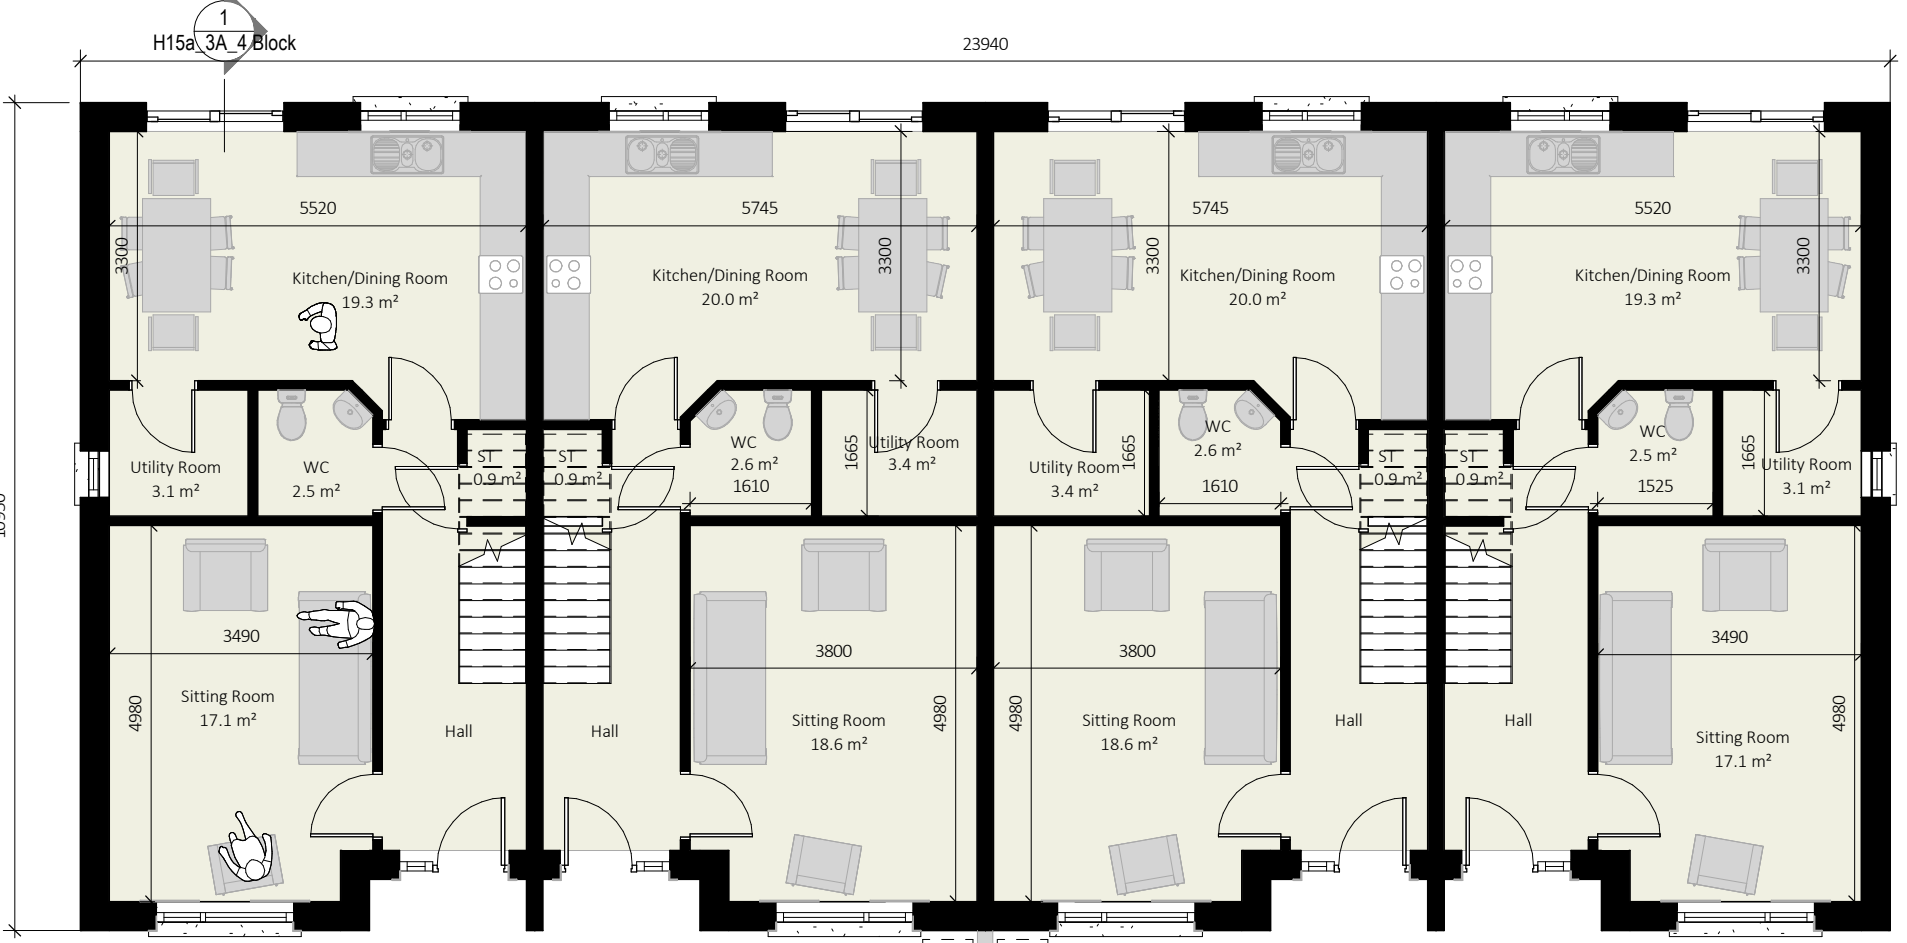 1
H15a_3A_4 Block
23940
5520
3300
Kitchen/Dining Room
19.3 m²
5745
3300
Kitchen/Dining Room
20.0 m²
5745
3300
Kitchen/Dining Room
20.0 m²
5520
3300
Kitchen/Dining Room
19.3 m²
Utility Room
3.1 m²
WC
2.5 m²
ST
0.9 m²
ST
0.9 m²
WC
2.6 m²
1610
1665
Utility Room
3.4 m²
Utility Room
3.4 m²
1665
WC
2.6 m²
1610
ST
0.9 m²
ST
0.9 m²
WC
2.5 m²
1525
1665
Utility Room
3.1 m²
3490
4980
Sitting Room
17.1 m²
Hall
Hall
3800
4980
Sitting Room
18.6 m²
3800
4980
Sitting Room
18.6 m²
Hall
Hall
3490
4980
Sitting Room
17.1 m²